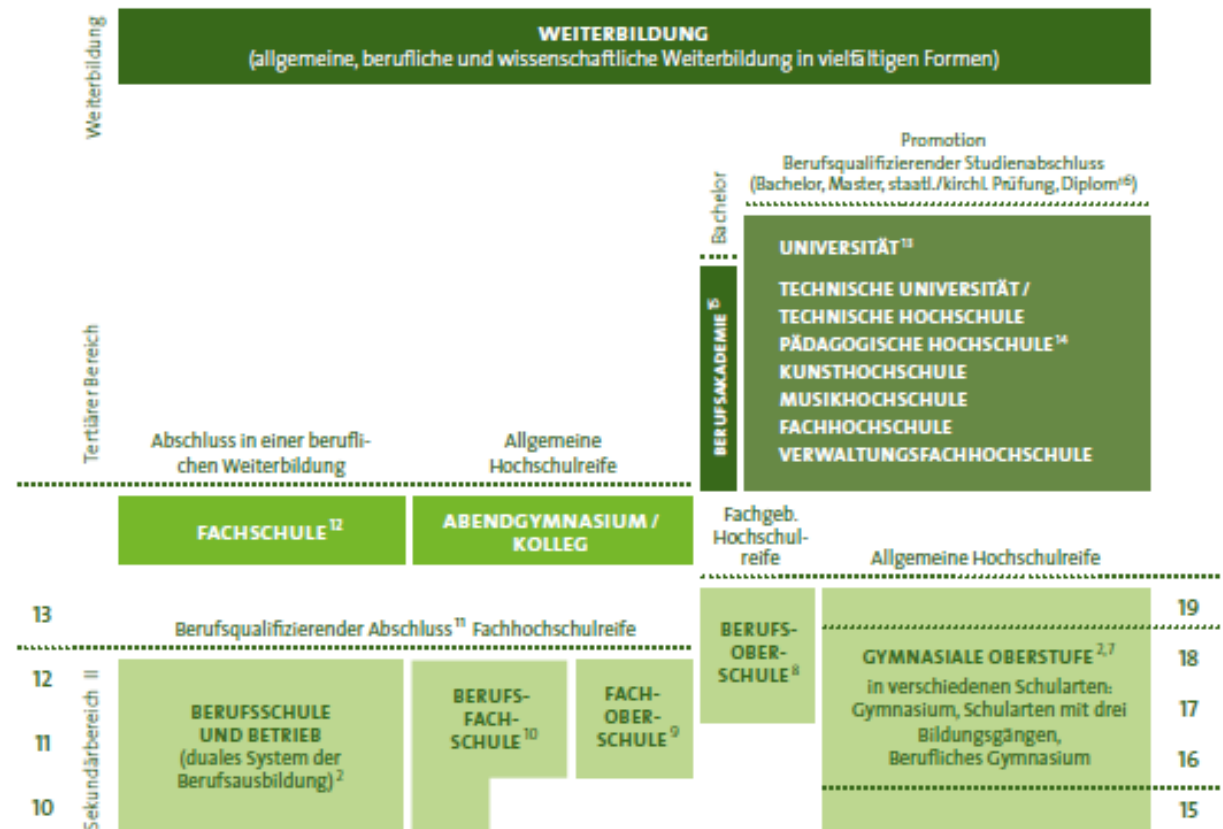 Weiterbildung
WEITERBILDUNG
(allgemeine, berufliche und wissenschaftliche Weiterbildung in vielfältigen Formen)
Promotion
Berufsqualifizierender Studienabschluss
(Bachelor, Master, staatl./kirchl. Prüfung, Diplom¹⁶)
Bachelor
UNIVERSITÄT¹³
TECHNISCHE UNIVERSITÄT /
TECHNISCHE HOCHSCHULE
PÄDAGOGISCHE HOCHSCHULE¹⁴
KUNSTHOCHSCHULE
MUSIKHOCHSCHULE
FACHHOCHSCHULE
VERWALTUNGSFACHHOCHSCHULE
BERUFSAKADEMIE¹⁵
Tertiärer Bereich
Abschluss in einer berufli-
chen Weiterbildung
Allgemeine
Hochschulreife
FACHSCHULE¹²
ABENDGYMNASIUM /
KOLLEG
Fachgeb.
Hochschul-
reife
Allgemeine Hochschulreife
13
Berufsqualifizierender Abschluss¹¹ Fachhochschulreife
19
BERUFS-
OBER-
SCHULE⁸
GYMNASIALE OBERSTUFE²,⁷
in verschiedenen Schularten:
Gymnasium, Schularten mit drei
Bildungsgängen,
Berufliches Gymnasium
18
17
16
15
12
11
10
Sekundärbereich II
BERUFSSCHULE
UND BETRIEB
(duales System der
Berufsausbildung)²
BERUFS-
FACH-
SCHULE¹⁰
FACH-
OBER-
SCHULE⁹